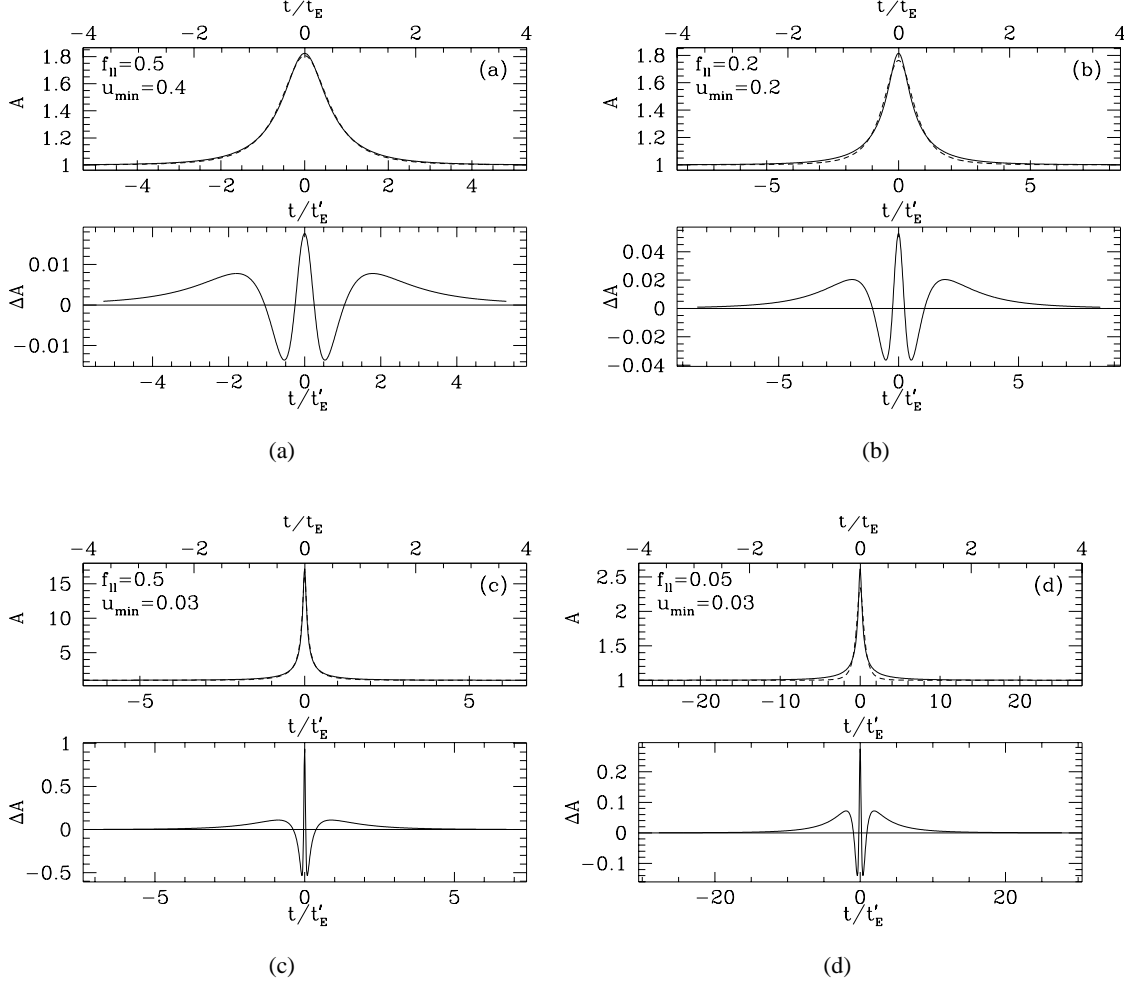 t/t_E
−4 −2 0 2 4
1.8
1.6
1.4
1.2
1
A
f_ll=0.5
u_min=0.4
(a)
−4 −2 0 2 4
t/t'_E
0.01
0
−0.01
ΔA
−4 −2 0 2 4
t/t'_E
(a)
t/t_E
−4 −2 0 2 4
1.8
1.6
1.4
1.2
1
A
f_ll=0.2
u_min=0.2
(b)
−5 0 5
t/t'_E
0.04
0.02
0
−0.02
−0.04
ΔA
−5 0 5
t/t'_E
(b)
t/t_E
−4 −2 0 2 4
15
10
5
A
f_ll=0.5
u_min=0.03
(c)
−5 0 5
t/t'_E
1
0.5
0
−0.5
ΔA
−5 0 5
t/t'_E
(c)
t/t_E
−4 −2 0 2 4
2.5
2
1.5
1
A
f_ll=0.05
u_min=0.03
(d)
−20 −10 0 10 20
t/t'_E
0.2
0.1
0
−0.1
ΔA
−20 0 20
t/t'_E
(d)